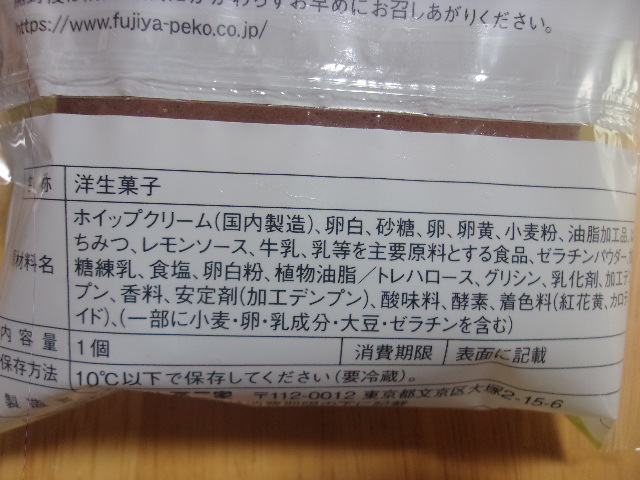 かかわらずお早めにお召しあがりください。
https://www.fujiya-peko.co.jp/
称 洋生菓子
材料名 ホイップクリーム(国内製造)、卵白、砂糖、卵、卵黄、小麦粉、油脂加工品、
ちみつ、レモンソース、牛乳、乳等を主要原料とする食品、ゼラチンパウダー、
糖練乳、食塩、卵白粉、植物油脂/トレハロース、グリシン、乳化剤、加工デ
プン、香料、安定剤(加工デンプン)、酸味料、酵素、着色料(紅花黄、カロテ
イド)、(一部に小麦・卵・乳成分・大豆・ゼラチンを含む)
内容量 1個 消費期限 表面に記載
保存方法 10℃以下で保存してください(要冷蔵)。
製造 〒112-0012 東京都文京区大塚2-15-6